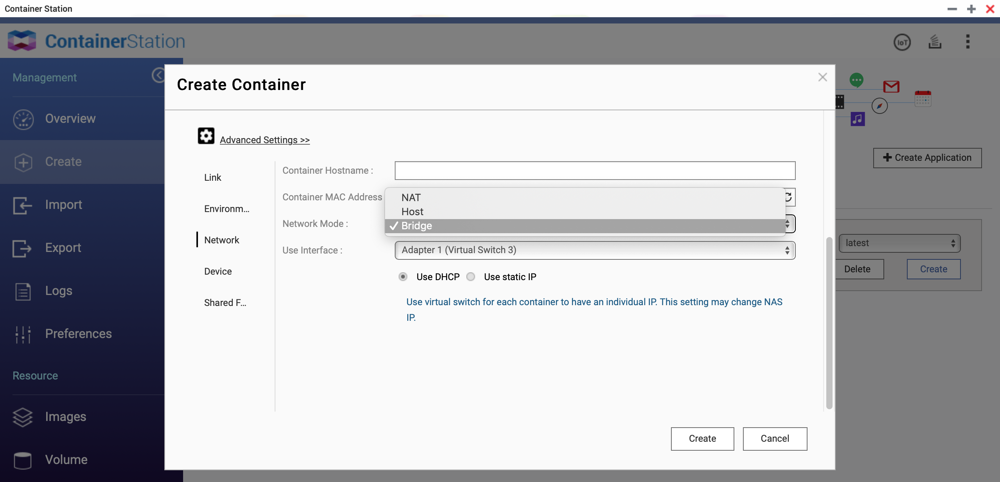 Container Station
ContainerStation
IoT
Management
Overview
Create
Import
Export
Logs
Preferences
Resource
Images
Volume
Create Container
Advanced Settings >>
Link
Environm...
Network
Device
Shared F...
Container Hostname :
Container MAC Address
Network Mode :
NAT
Host
✓ Bridge
Use Interface :
Adapter 1 (Virtual Switch 3)
Use DHCP
Use static IP
Use virtual switch for each container to have an individual IP. This setting may change NAS
IP.
Create
Cancel
+ Create Application
latest
Delete
Create